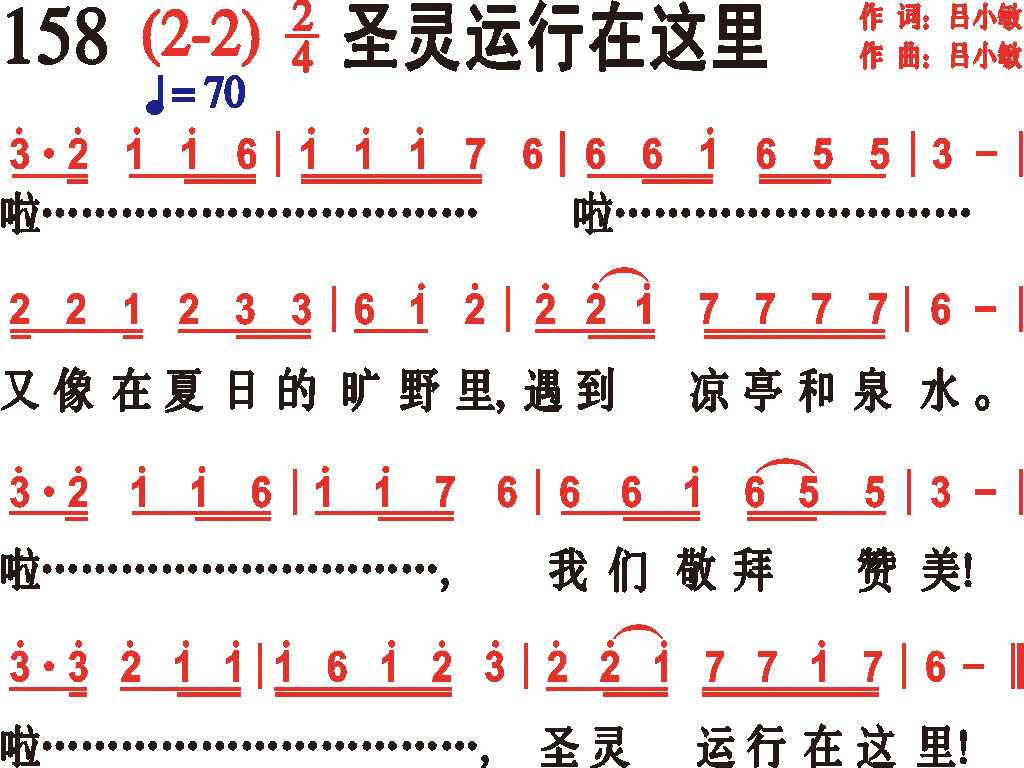 158 (2-2) 2/4 圣灵运行在这里 作 词：吕小敏
♩=70 作 曲：吕小敏
3̇·2̇ 1̇ 1̇ 6 | 1̇ 1̇ 1̇ 7 6 | 6 6 1̇ 6 5 5 | 3 - |
啦………………………………… 啦…………………………
2 2 1 2 3 3 | 6 1̇ 2̇ | 2̇ 2̇ 1̇ 7 7 7 7 | 6 - |
又像在夏日的旷野里,遇到 凉亭和泉水。
3̇·2̇ 1̇ 1̇ 6 | 1̇ 1̇ 7 6 | 6 6 1̇ 6 5 5 | 3 - |
啦………………………………, 我们敬拜 赞美!
3̇·3̇ 2̇ 1̇ 1̇ | 1̇ 6 1̇ 2̇ 3̇ | 2̇ 2̇ 1̇ 7 7 1̇ 7 | 6 - ‖
啦…………………………………, 圣灵 运行在这里!